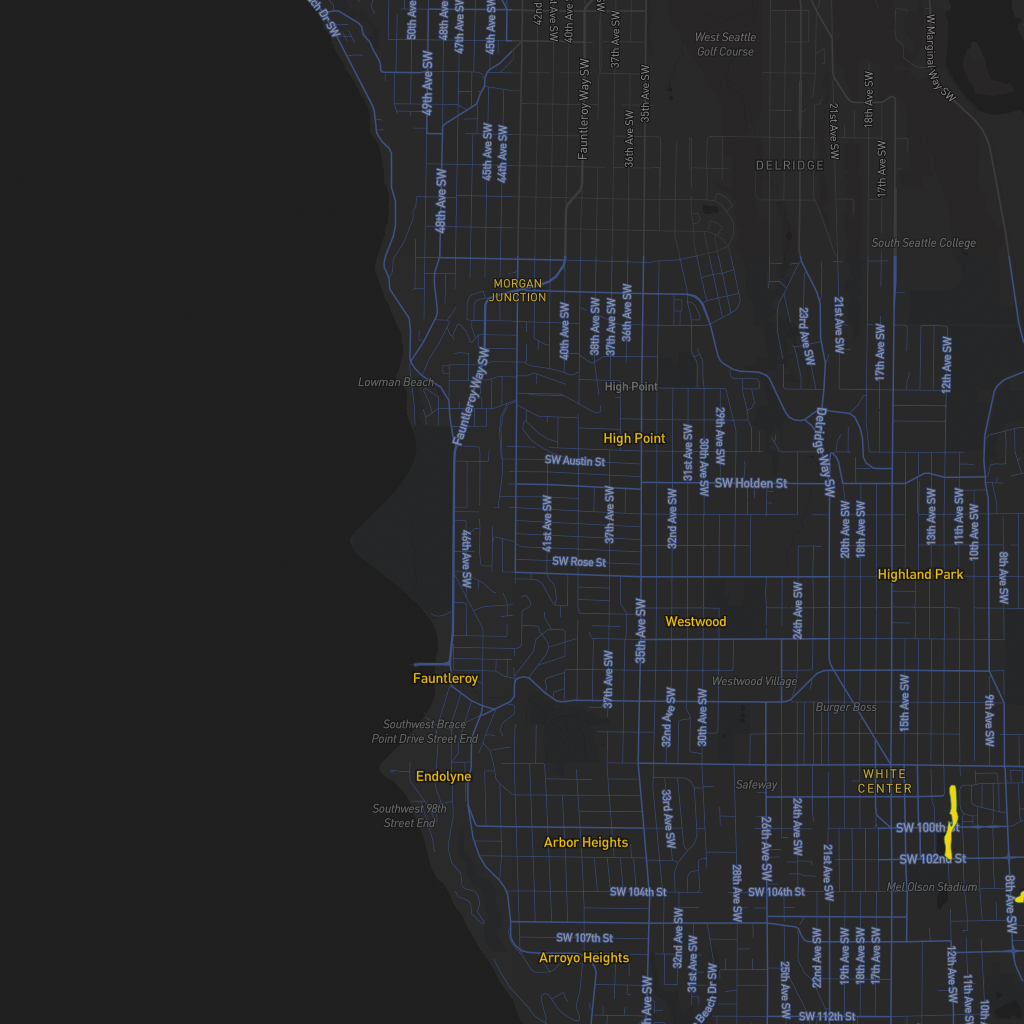 50th Ave
48th Ave
47th Ave SW
45th Ave SW
42nd
st Ave SW
40th Ave
SW
37th Ave SW
West Seattle
Golf Course
W Marginal Way SW
49th Ave SW
Fauntleroy Way SW
35th Ave SW
36th Ave SW
18th Ave SW
21st Ave SW
17th Ave SW
45th Ave SW
44th Ave SW
DELRIDGE
48th Ave SW
South Seattle College
MORGAN
JUNCTION
40th Ave SW
38th Ave SW
37th Ave SW
36th Ave SW
23rd Ave SW
21st Ave SW
17th Ave SW
12th Ave SW
Lowman Beach
Fauntleroy Way SW
High Point
High Point
29th Ave SW
31st Ave SW
30th Ave SW
Delridge Way SW
SW Austin St
SW Holden St
41st Ave SW
37th Ave SW
32nd Ave SW
20th Ave SW
18th Ave SW
13th Ave SW
11th Ave SW
10th Ave SW
46th Ave SW
SW Rose St
Highland Park
8th Ave SW
24th Ave SW
35th Ave SW
Westwood
Fauntleroy
37th Ave SW
Westwood Village
32nd Ave SW
30th Ave SW
Burger Boss
15th Ave SW
9th Ave SW
Southwest Brace
Point Drive Street End
Endolyne
Safeway
WHITE
CENTER
Southwest 98th
Street End
33rd Ave SW
24th Ave SW
26th Ave SW
SW 100th St
Arbor Heights
21st Ave SW
SW 102nd St
28th Ave SW
SW 104th St
SW 104th St
Mel Olson Stadium
8th Ave SW
SW 107th St
32nd Ave SW
31st Ave SW
22nd Ave SW
19th Ave SW
18th Ave SW
17th Ave SW
Arroyo Heights
25th Ave SW
12th Ave SW
11th Ave SW
10th
h Ave SW
Beach Dr SW
SW 112th St